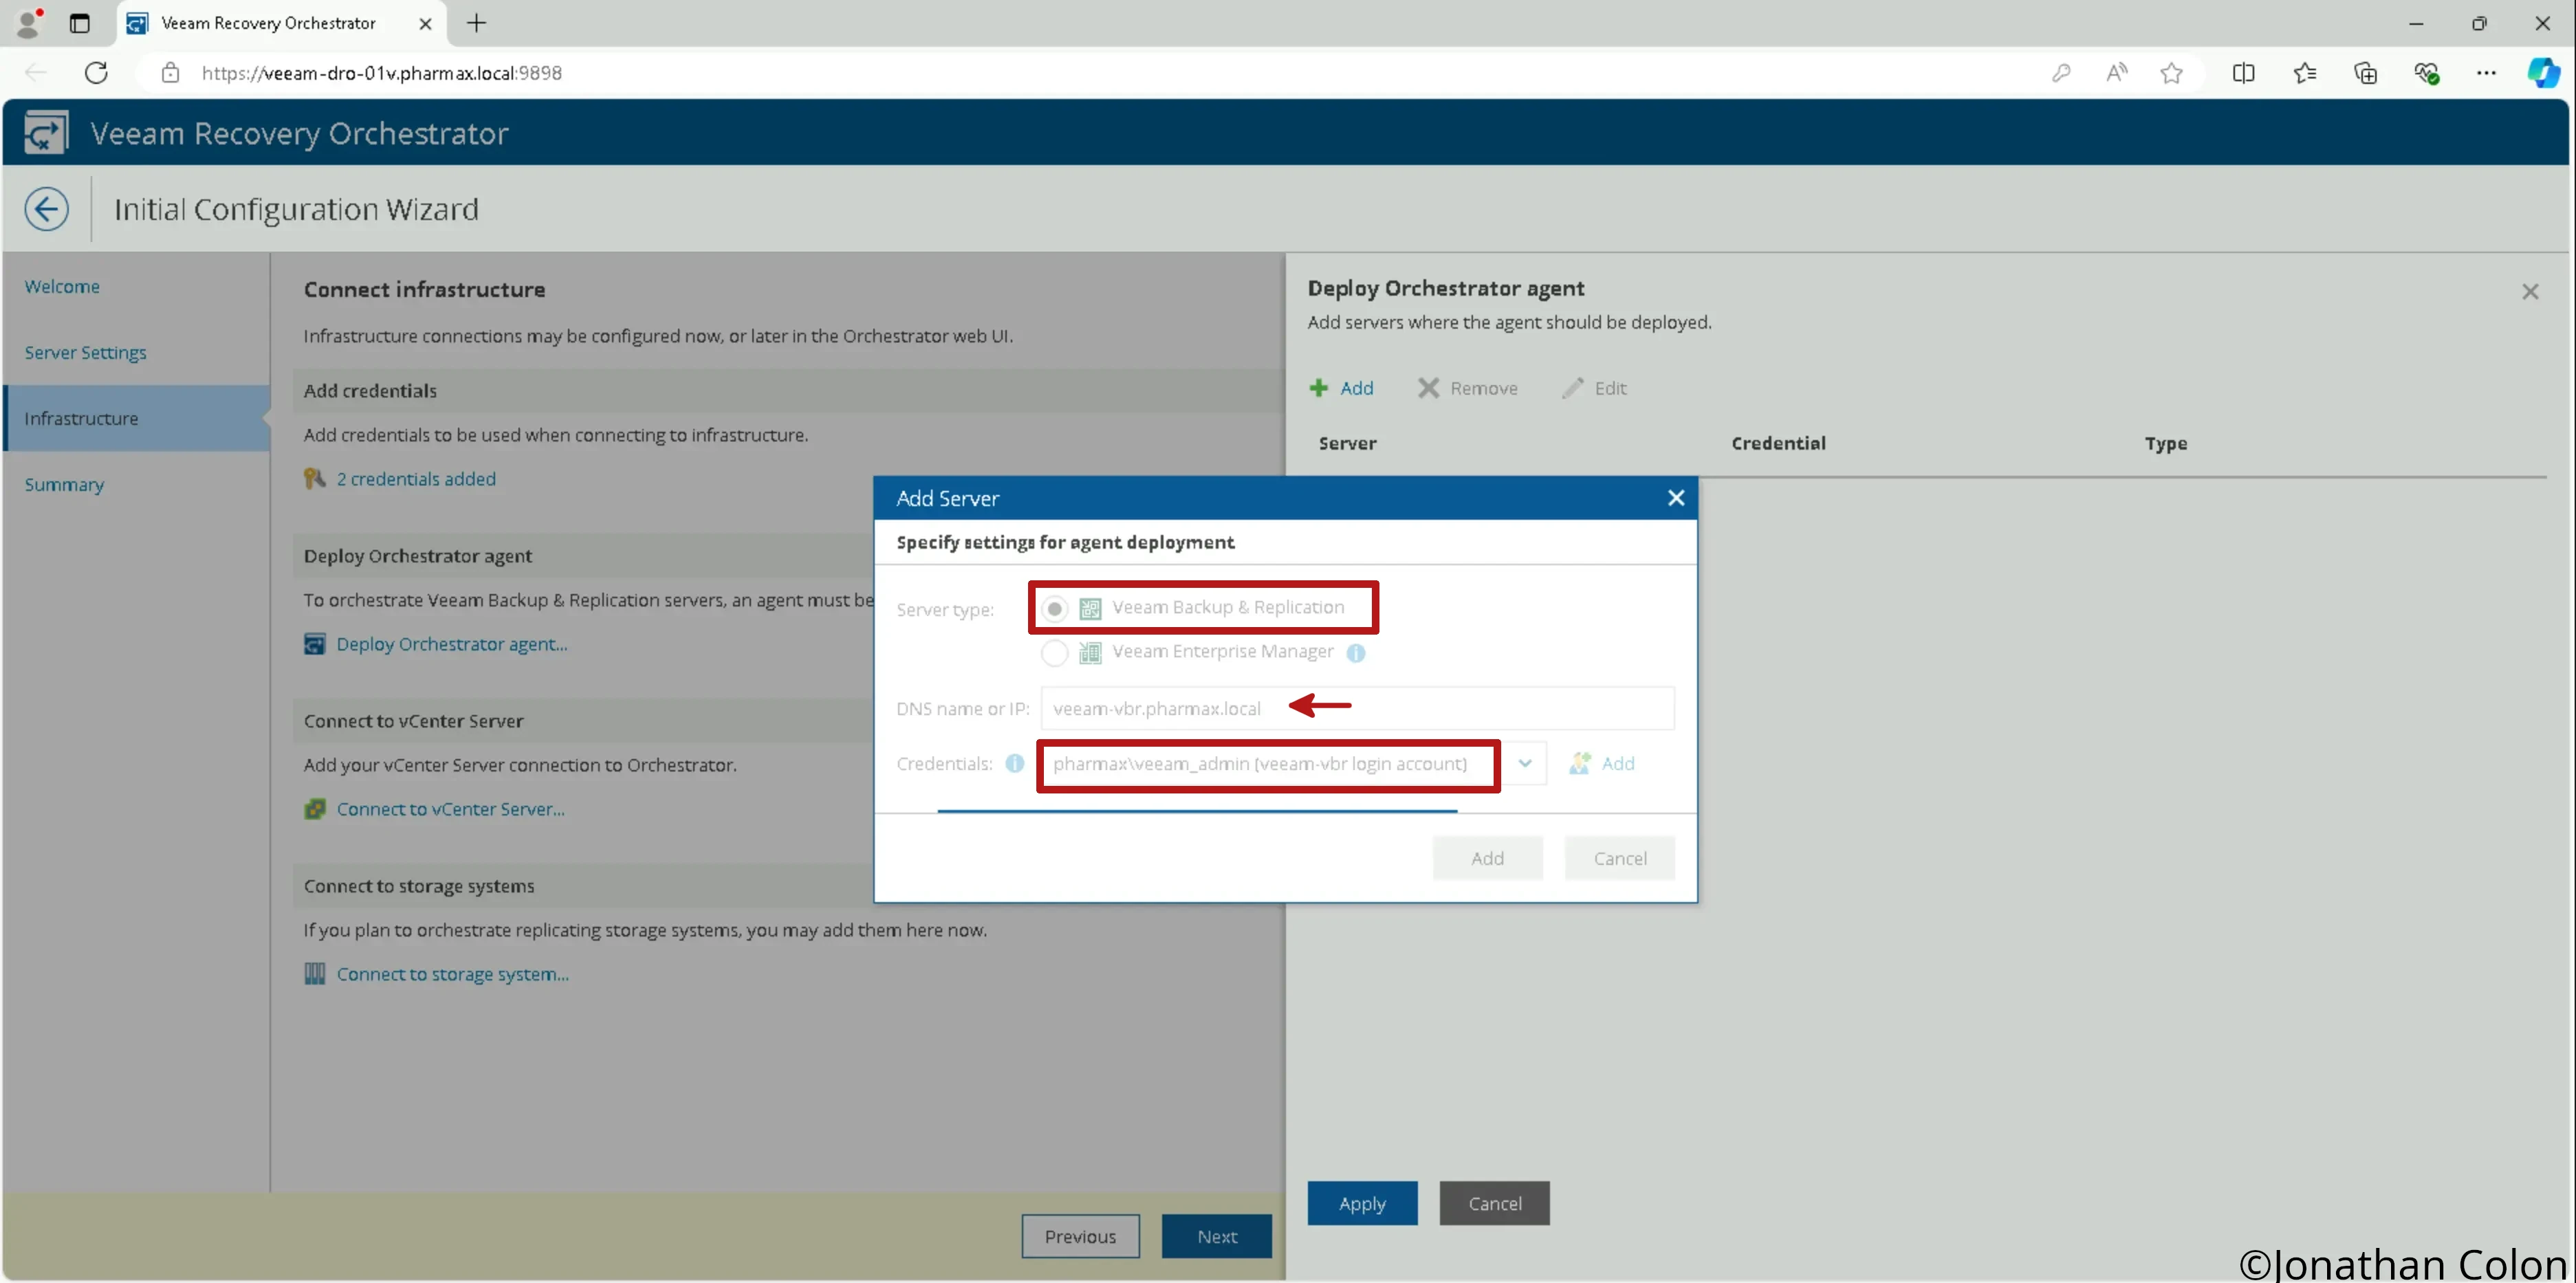 Veeam Recovery Orchestrator
https://veeam-dro-01v.pharmax.local:9898
Veeam Recovery Orchestrator
Initial Configuration Wizard
Welcome
Server Settings
Infrastructure
Summary
Connect infrastructure
Infrastructure connections may be configured now, or later in the Orchestrator web UI.
Add credentials
Add credentials to be used when connecting to infrastructure.
2 credentials added
Deploy Orchestrator agent
To orchestrate Veeam Backup & Replication servers, an agent must be
Deploy Orchestrator agent...
Connect to vCenter Server
Add your vCenter Server connection to Orchestrator.
Connect to vCenter Server...
Connect to storage systems
If you plan to orchestrate replicating storage systems, you may add them here now.
Connect to storage system...
Previous
Next
Deploy Orchestrator agent
Add servers where the agent should be deployed.
Add Remove Edit
Server Credential Type
Add Server
Specify settings for agent deployment
Server type: Veeam Backup & Replication
Veeam Enterprise Manager
DNS name or IP: veeam-vbr.pharmax.local
Credentials: pharmax\veeam_admin (veeam-vbr login account) Add
Add Cancel
Apply Cancel
©Jonathan Colon